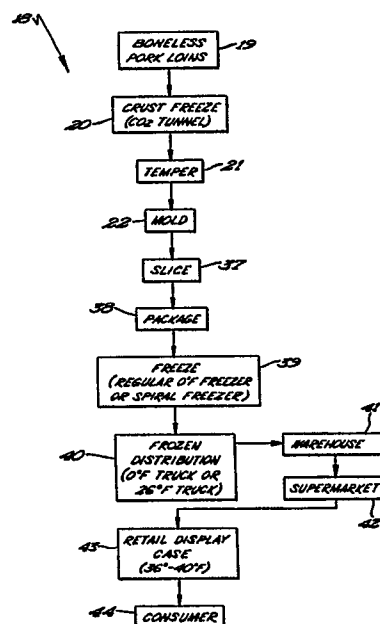 18
BONELESS
PORK LOINS
19
CRUST FREEZE
(CO2 TUNNEL)
20
TEMPER
21
MOLD
22
SLICE
37
PACKAGE
38
FREEZE
(REGULAR 0°F FREEZER
OR SPIRAL FREEZER)
39
FROZEN
DISTRIBUTION
(0°F TRUCK OR
26°F TRUCK)
40
WAREHOUSE
41
SUPERMARKET
42
RETAIL DISPLAY
CASE
(36°-40°F)
43
CONSUMER
44